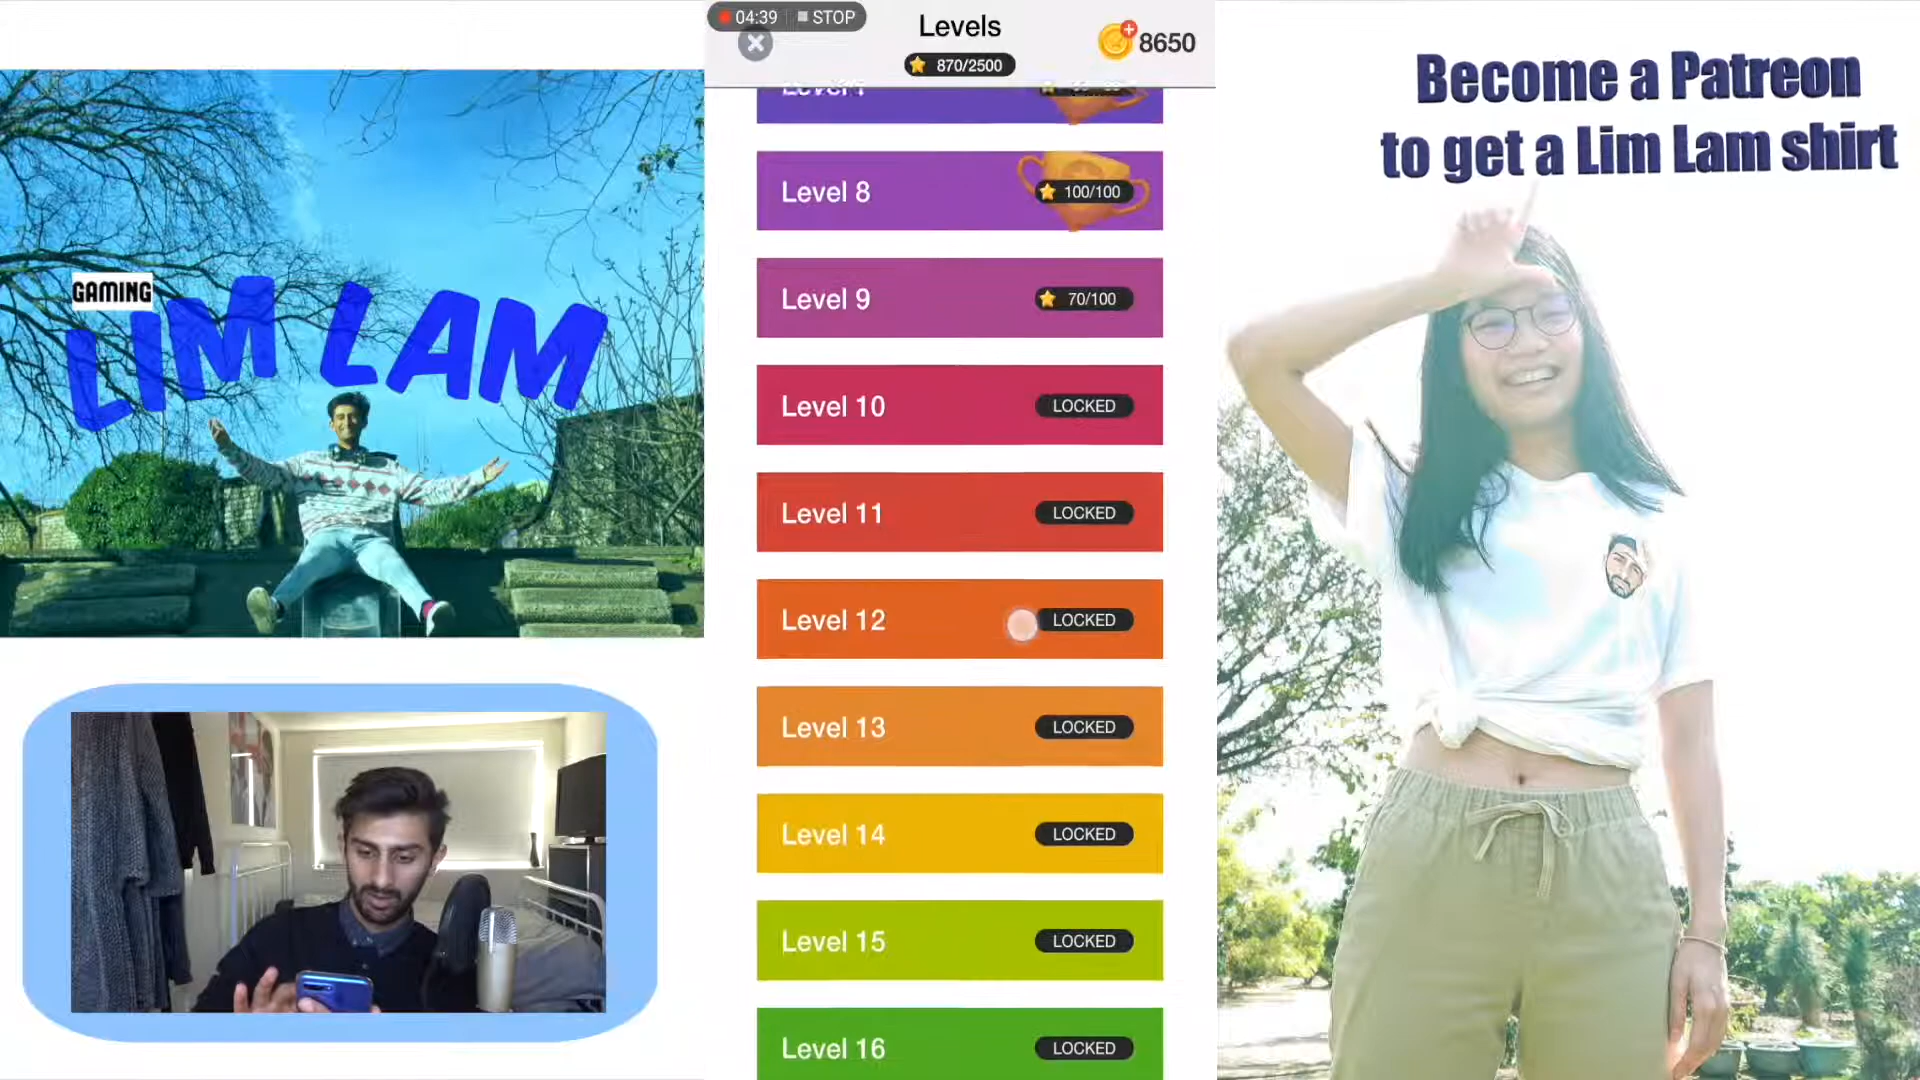 04:39 STOP
Levels
870/2500
8650
Become a Patreon
to get a Lim Lam shirt
GAMING
LIM LAM
Level 8 100/100
Level 9 70/100
Level 10 LOCKED
Level 11 LOCKED
Level 12 LOCKED
Level 13 LOCKED
Level 14 LOCKED
Level 15 LOCKED
Level 16 LOCKED